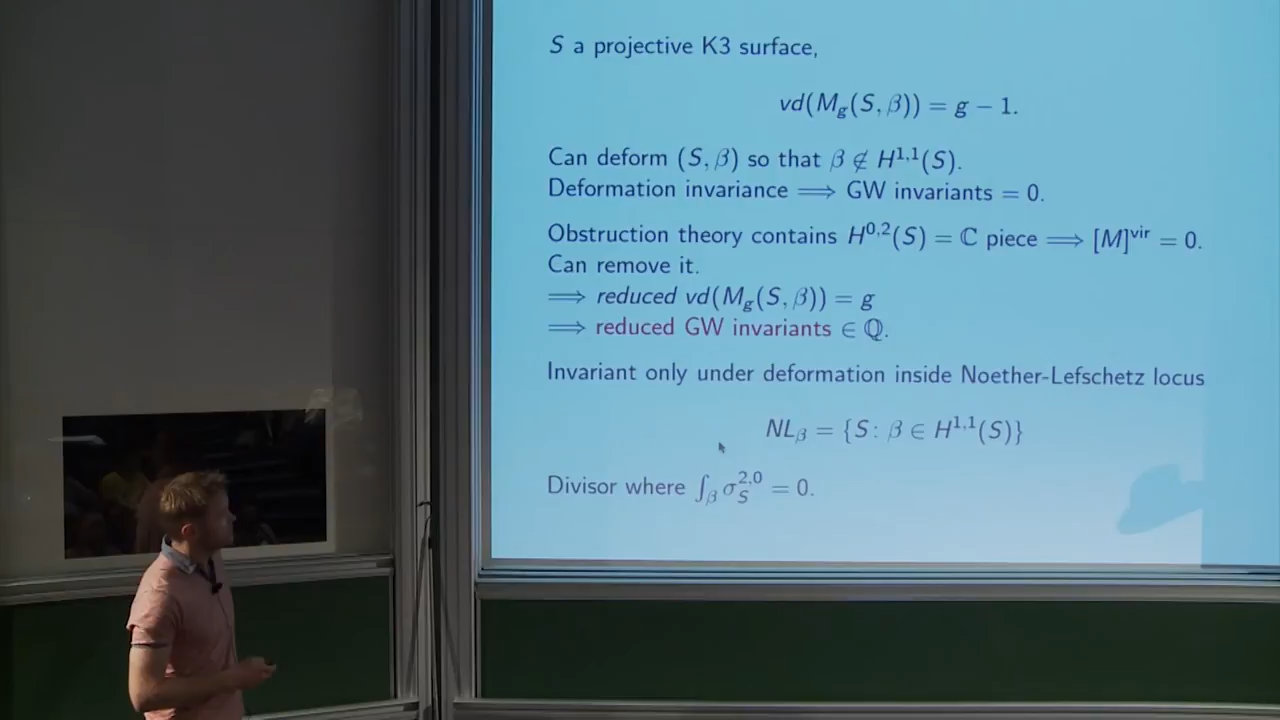 S a projective K3 surface,
vd(M_g(S, β)) = g − 1.
Can deform (S, β) so that β ∉ H^{1,1}(S).
Deformation invariance ⟹ GW invariants = 0.
Obstruction theory contains H^{0,2}(S) = ℂ piece ⟹ [M]^{vir} = 0.
Can remove it.
⟹ reduced vd(M_g(S, β)) = g
⟹ reduced GW invariants ∈ ℚ.
Invariant only under deformation inside Noether-Lefschetz locus
NL_β = {S: β ∈ H^{1,1}(S)}
Divisor where ∫_β σ_S^{2,0} = 0.